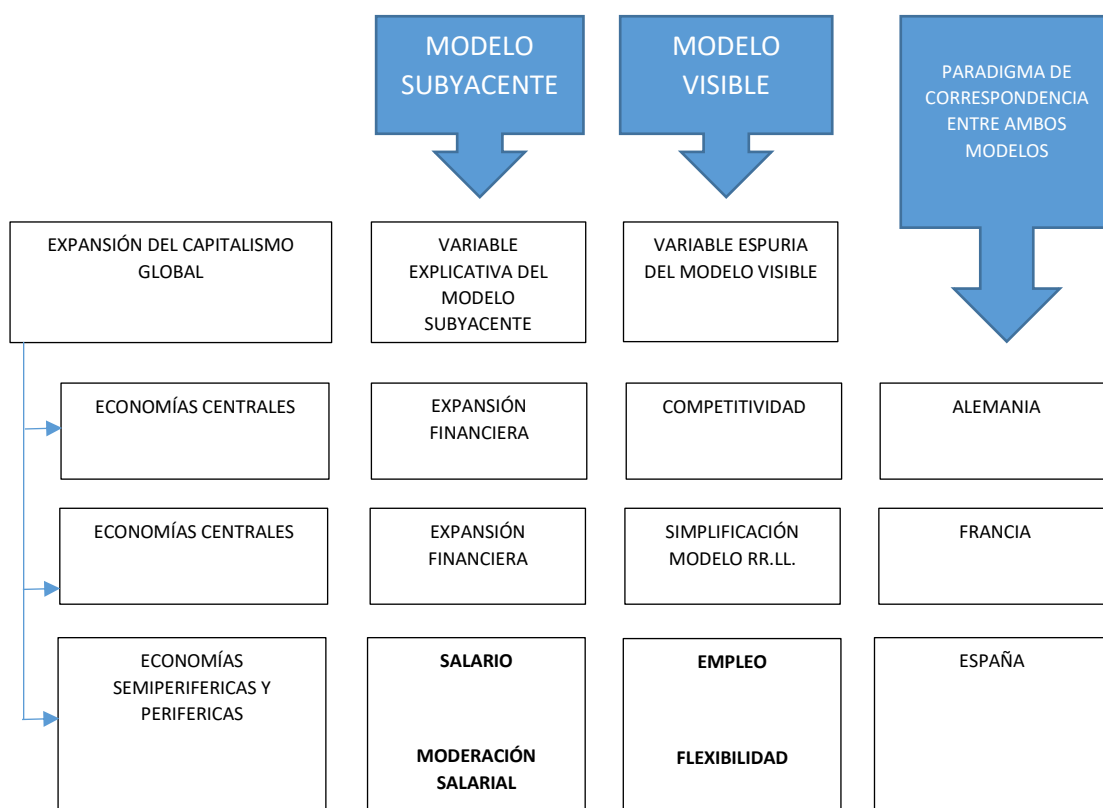 MODELO
SUBYACENTE
MODELO
VISIBLE
PARADIGMA DE
CORRESPONDENCIA
ENTRE AMBOS
MODELOS
EXPANSIÓN DEL CAPITALISMO
GLOBAL
VARIABLE
EXPLICATIVA DEL
MODELO
SUBYACENTE
VARIABLE ESPURIA
DEL MODELO VISIBLE
ECONOMÍAS CENTRALES
EXPANSIÓN
FINANCIERA
COMPETITIVIDAD
ALEMANIA
ECONOMÍAS CENTRALES
EXPANSIÓN
FINANCIERA
SIMPLIFICACIÓN
MODELO RR.LL.
FRANCIA
ECONOMÍAS
SEMIPERIFERICAS Y
PERIFERICAS
SALARIO
MODERACIÓN
SALARIAL
EMPLEO
FLEXIBILIDAD
ESPAÑA